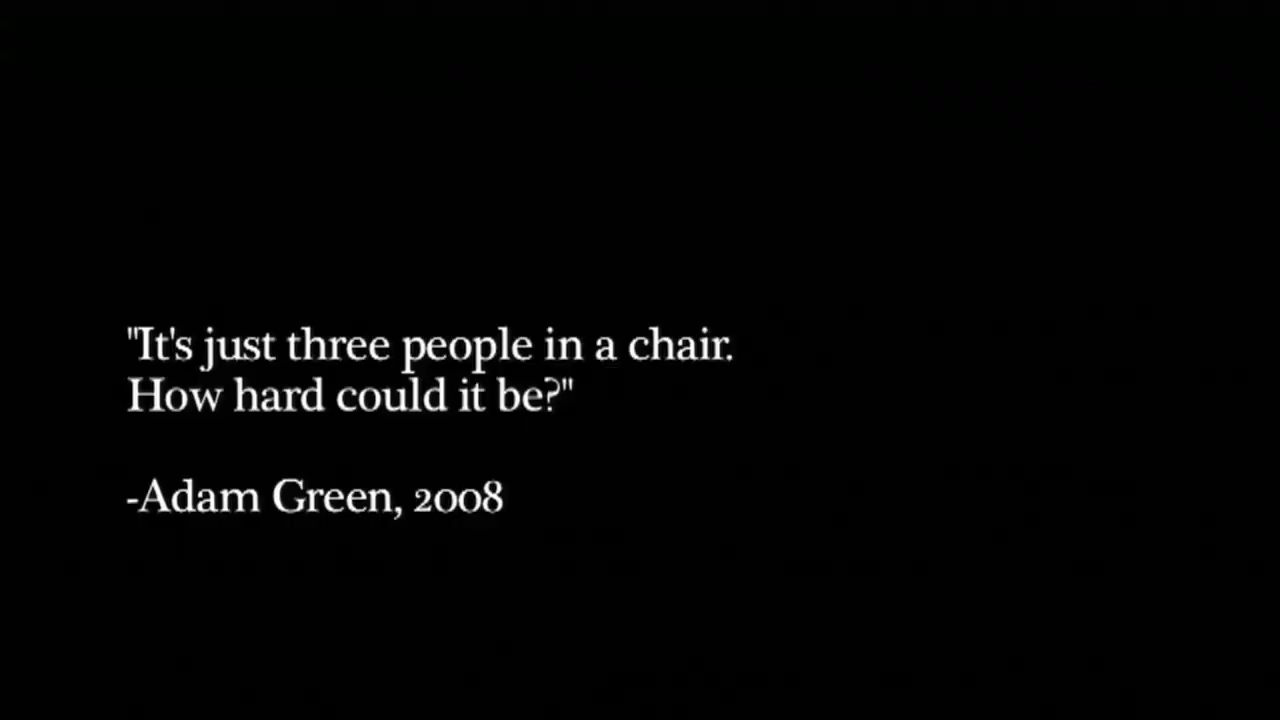 "It's just three people in a chair.
How hard could it be?"
-Adam Green, 2008